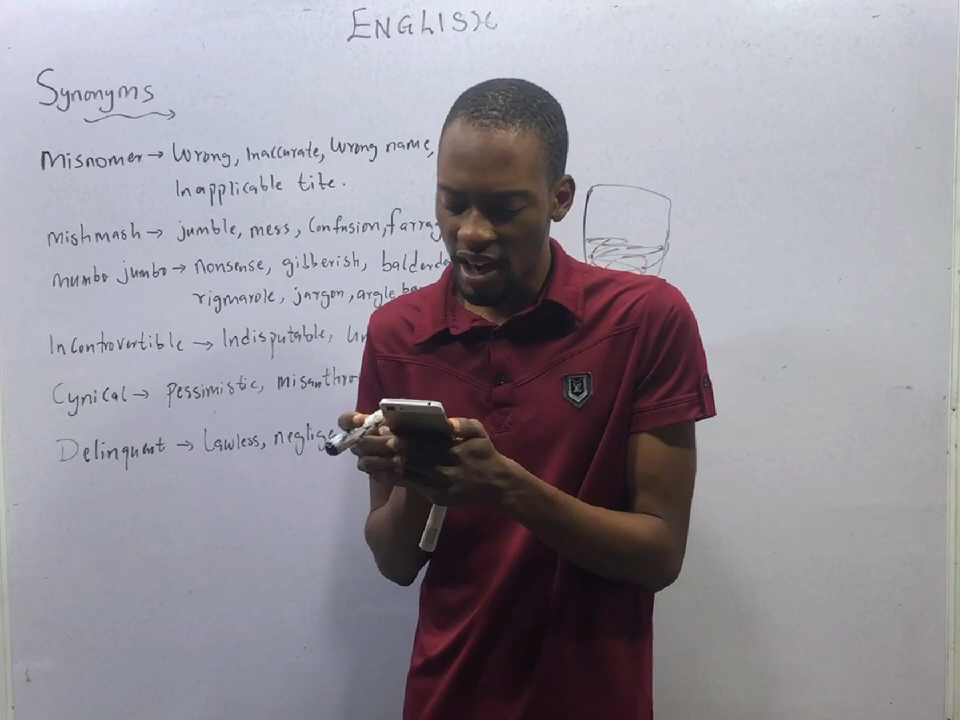 ENGLISH
Synonyms
Misnomer → Wrong, Inaccurate, Wrong name,
Inapplicable tite.
Mishmash → jumble, mess, Confusion,
Mumbo jumbo → nonsense, gibberish,
rigmarole, jargon, argle
Incontrovertible → Indisputable,
Cynical → pessimistic,
Delinquent → Lawless,